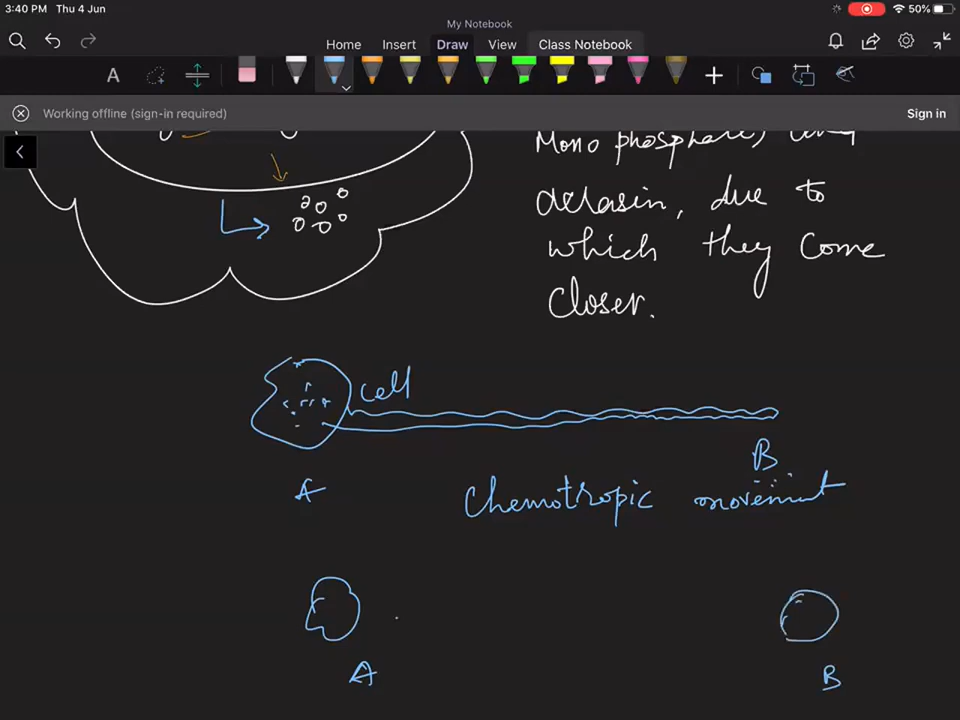 3:40 PM Thu 4 Jun
50%
My Notebook
Home Insert Draw View Class Notebook
A
Working offline (sign-in required)
Sign in
Mono phosphate)
due to
which they come
closer.
cell
B
A
Chemotropic movement
A
B